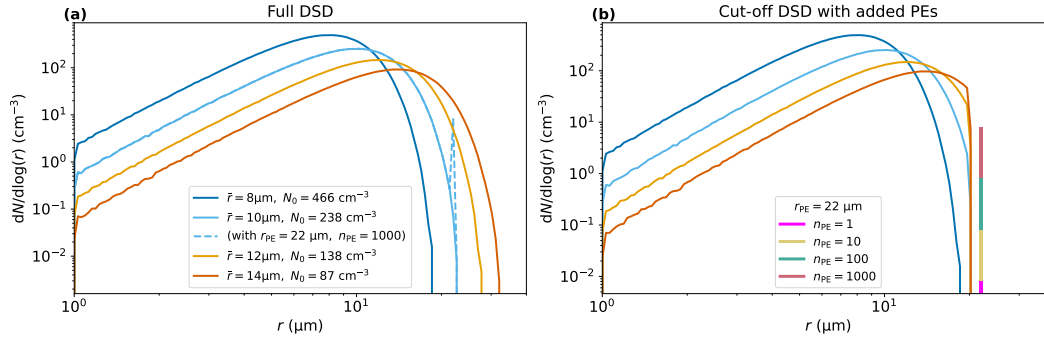 (a)
Full DSD
dN/dlog(r) (cm⁻³)
10²
10¹
10⁰
10⁻¹
10⁻²
r̄ = 8μm, N₀ = 466 cm⁻³
r̄ = 10μm, N₀ = 238 cm⁻³
(with r_PE = 22 μm, n_PE = 1000)
r̄ = 12μm, N₀ = 138 cm⁻³
r̄ = 14μm, N₀ = 87 cm⁻³
10⁰
10¹
r (μm)
(b)
Cut-off DSD with added PEs
dN/dlog(r) (cm⁻³)
10²
10¹
10⁰
10⁻¹
10⁻²
r_PE = 22 μm
n_PE = 1
n_PE = 10
n_PE = 100
n_PE = 1000
10⁰
10¹
r (μm)